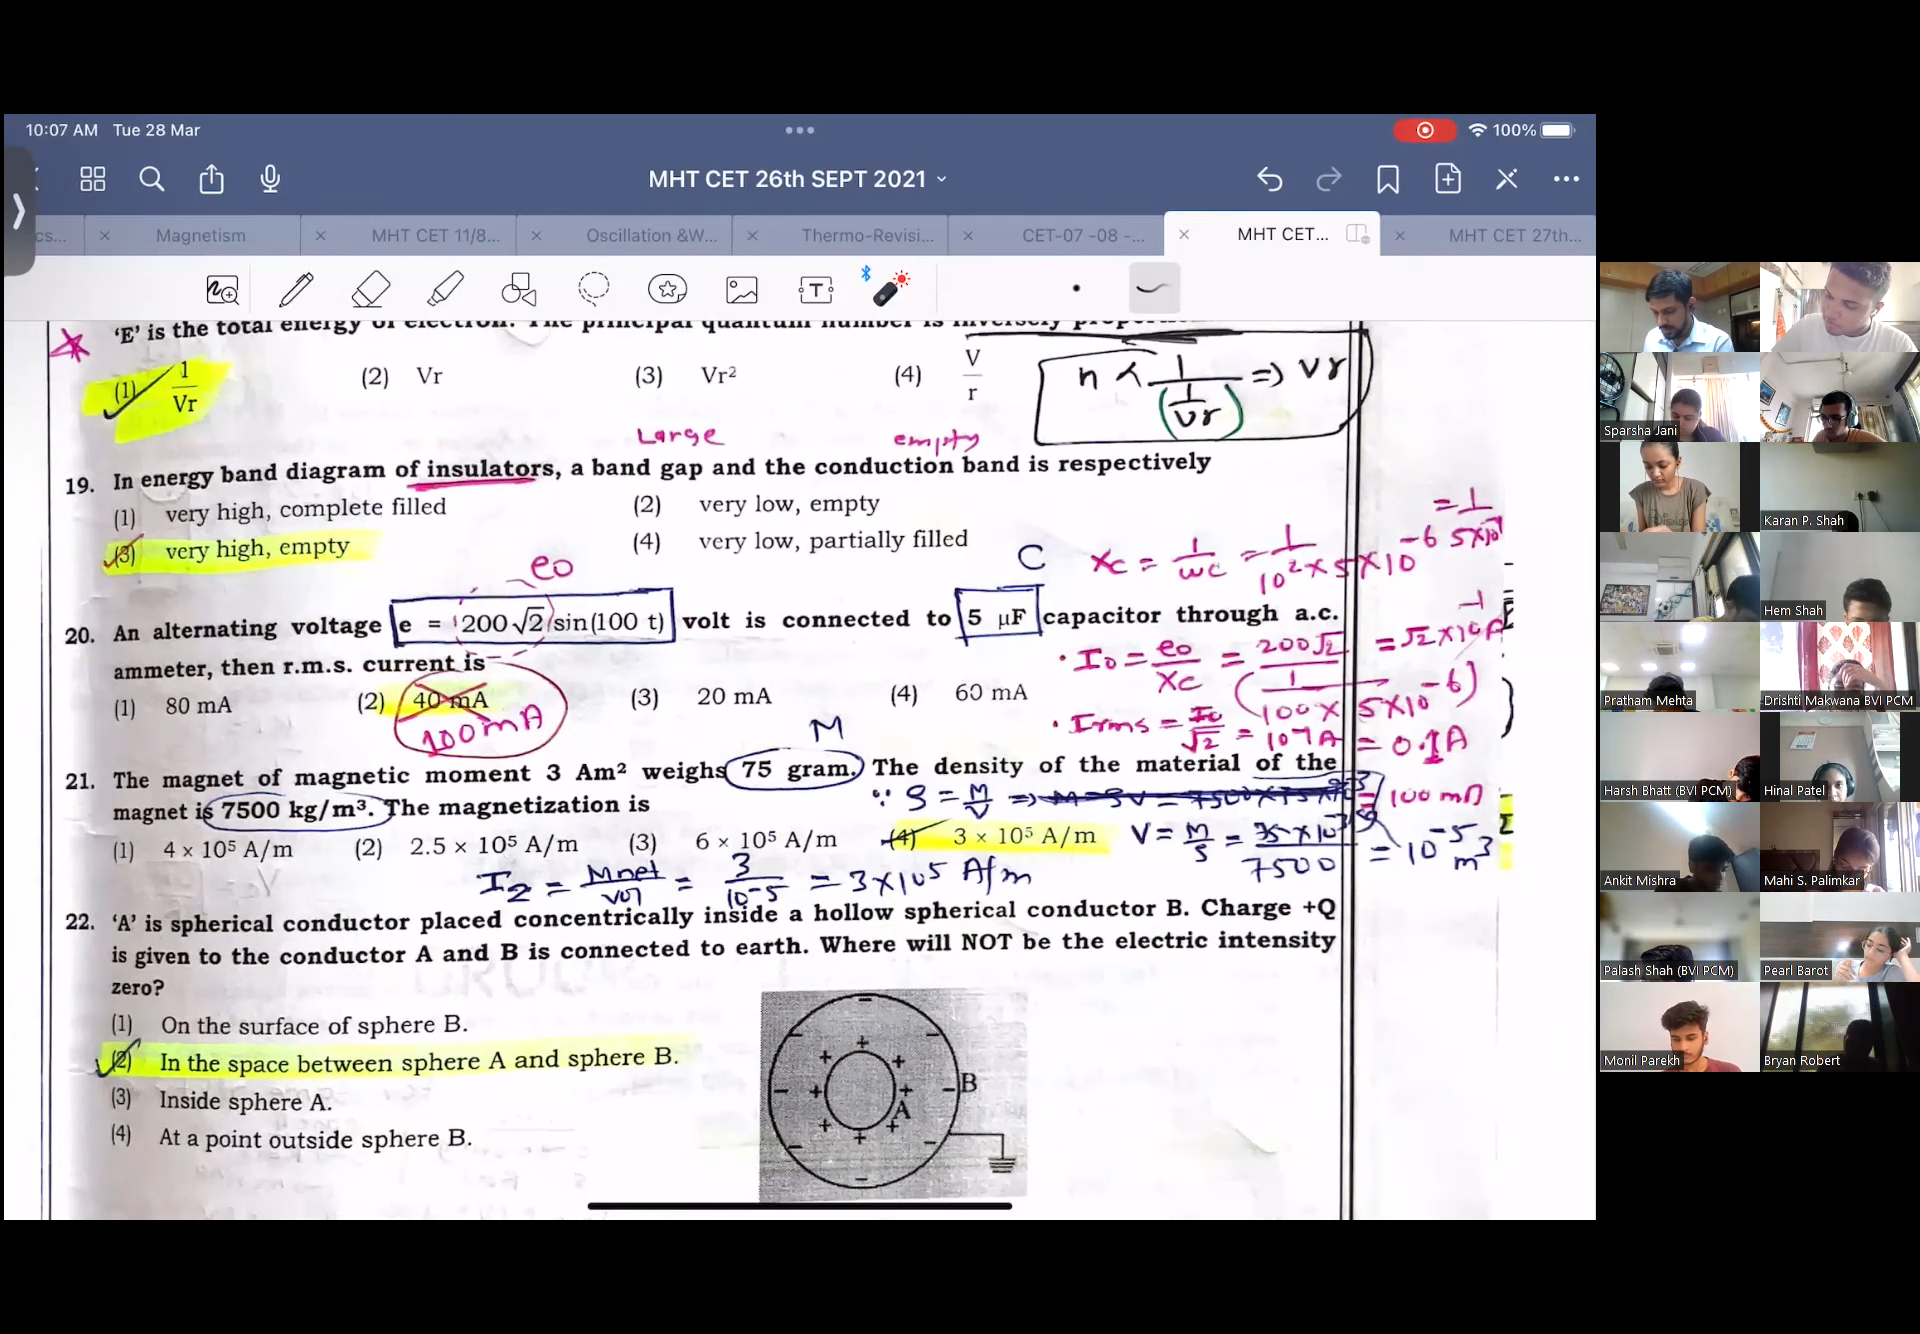 10:07 AM Tue 28 Mar
100%
MHT CET 26th SEPT 2021
cs...
Magnetism
MHT CET 11/8...
Oscillation &W...
Thermo-Revisi...
CET-07 -08 -...
MHT CET...
MHT CET 27th...
'E' is the total energy of electron. The principal quantum number is inversely
(1) 1/Vr
(2) Vr
(3) Vr²
(4) V/r
n ∝ 1/(1/Vr) => Vr
Large
empty
19. In energy band diagram of insulators, a band gap and the conduction band is respectively
(1) very high, complete filled
(2) very low, empty
(3) very high, empty
(4) very low, partially filled
e0
C
Xc = 1/wc = 1/10²×5×10-6
= 1
20. An alternating voltage e = 200√2 sin(100 t) volt is connected to 5 µF capacitor through a.c.
ammeter, then r.m.s. current is
(1) 80 mA
(2) 40 mA
(3) 20 mA
(4) 60 mA
100mA
• I0 = e0/Xc = 200√2/(1/100×5×10-6) = √2×10-1A
• Irms = I0/√2 = 10-1A = 0.1A
= 100 mA
M
21. The magnet of magnetic moment 3 Am² weighs 75 gram. The density of the material of the
magnet is 7500 kg/m³. The magnetization is
∵ S = M/V =>
(1) 4 × 10⁵ A/m
(2) 2.5 × 10⁵ A/m
(3) 6 × 10⁵ A/m
(4) 3 × 10⁵ A/m
V = M/S = 75×10-3/7500 = 10-5 m3
Iz = Mnet/vol = 3/10-5 = 3×105 A/m
22. 'A' is spherical conductor placed concentrically inside a hollow spherical conductor B. Charge +Q
is given to the conductor A and B is connected to earth. Where will NOT be the electric intensity
zero?
(1) On the surface of sphere B.
(2) In the space between sphere A and sphere B.
(3) Inside sphere A.
(4) At a point outside sphere B.
A
B
Sparsha Jani
Karan P. Shah
Hem Shah
Pratham Mehta
Drishti Makwana BVI PCM
Harsh Bhatt (BVI PCM)
Hinal Patel
Ankit Mishra
Mahi S. Palimkar
Palash Shah (BVI PCM)
Pearl Barot
Monil Parekh
Bryan Robert